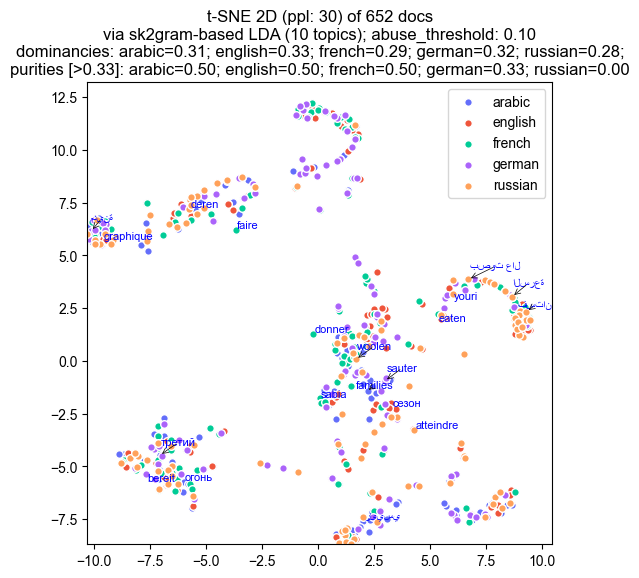 t-SNE 2D (ppl: 30) of 652 docs
via sk2gram-based LDA (10 topics); abuse_threshold: 0.10
dominancies: arabic=0.31; english=0.33; french=0.29; german=0.32; russian=0.28;
purities [>0.33]: arabic=0.50; english=0.50; french=0.50; german=0.33; russian=0.00
12.5
10.0
7.5
5.0
2.5
0.0
−2.5
−5.0
−7.5
−10.0
−7.5
−5.0
−2.5
0.0
2.5
5.0
7.5
10.0
arabic
english
french
german
russian
deren
faire
graphique
بصوت عال
السرعة
youri
eaten
donner
woolen
sauter
families
sabia
сезон
atteindre
третий
bereit
огонь